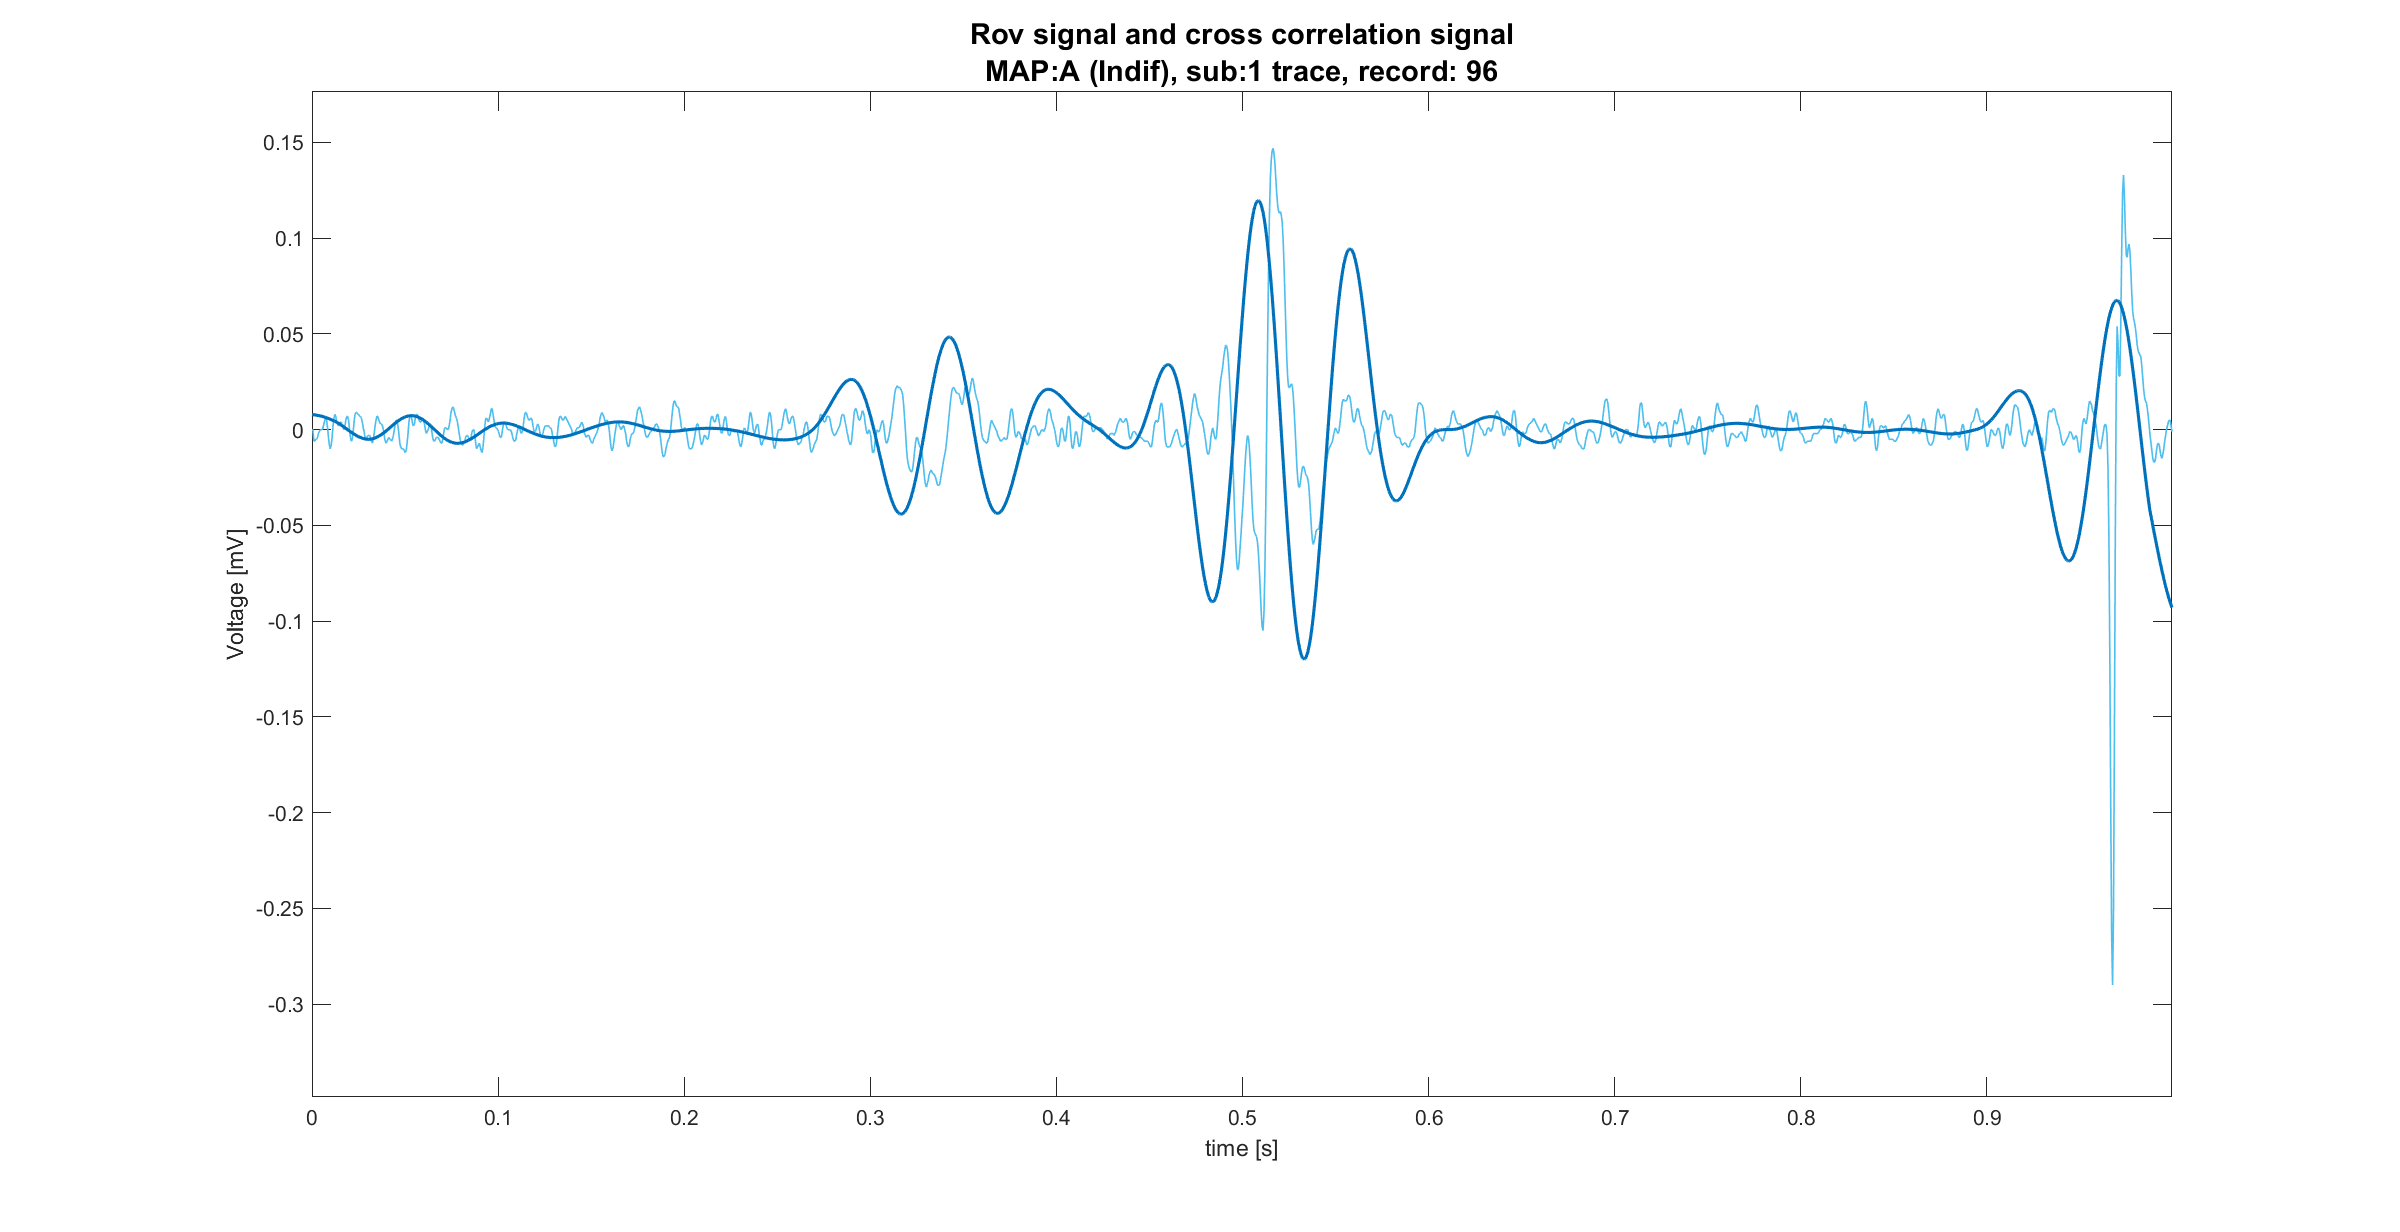 Rov signal and cross correlation signal
MAP:A (Indif), sub:1 trace, record: 96
0.15
0.1
0.05
0
-0.05
-0.1
-0.15
-0.2
-0.25
-0.3
Voltage [mV]
0 0.1 0.2 0.3 0.4 0.5 0.6 0.7 0.8 0.9
time [s]